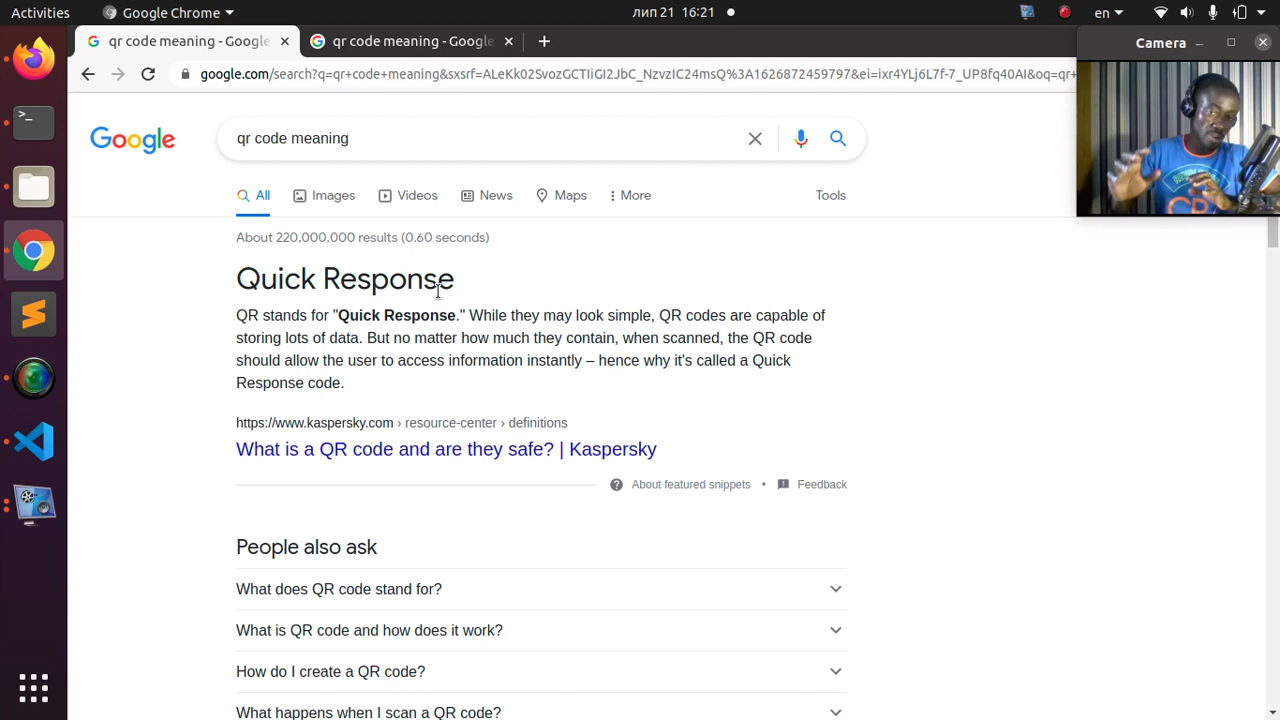 Activities
Google Chrome
лип 21 16:21
en
qr code meaning - Google
qr code meaning - Google
Camera
google.com/search?q=qr+code+meaning&sxsrf=ALeKk02SvozGCTIiGI2JbC_NzvzIC24msQ%3A1626872459797&ei=ixr4YLj6L7f-7_UP8fq40AI&oq=qr+
Google
qr code meaning
All
Images
Videos
News
Maps
More
Tools
About 220,000,000 results (0.60 seconds)
Quick Response
QR stands for "Quick Response." While they may look simple, QR codes are capable of
storing lots of data. But no matter how much they contain, when scanned, the QR code
should allow the user to access information instantly – hence why it's called a Quick
Response code.
https://www.kaspersky.com › resource-center › definitions
What is a QR code and are they safe? | Kaspersky
About featured snippets • Feedback
People also ask
What does QR code stand for?
What is QR code and how does it work?
How do I create a QR code?
What happens when I scan a QR code?